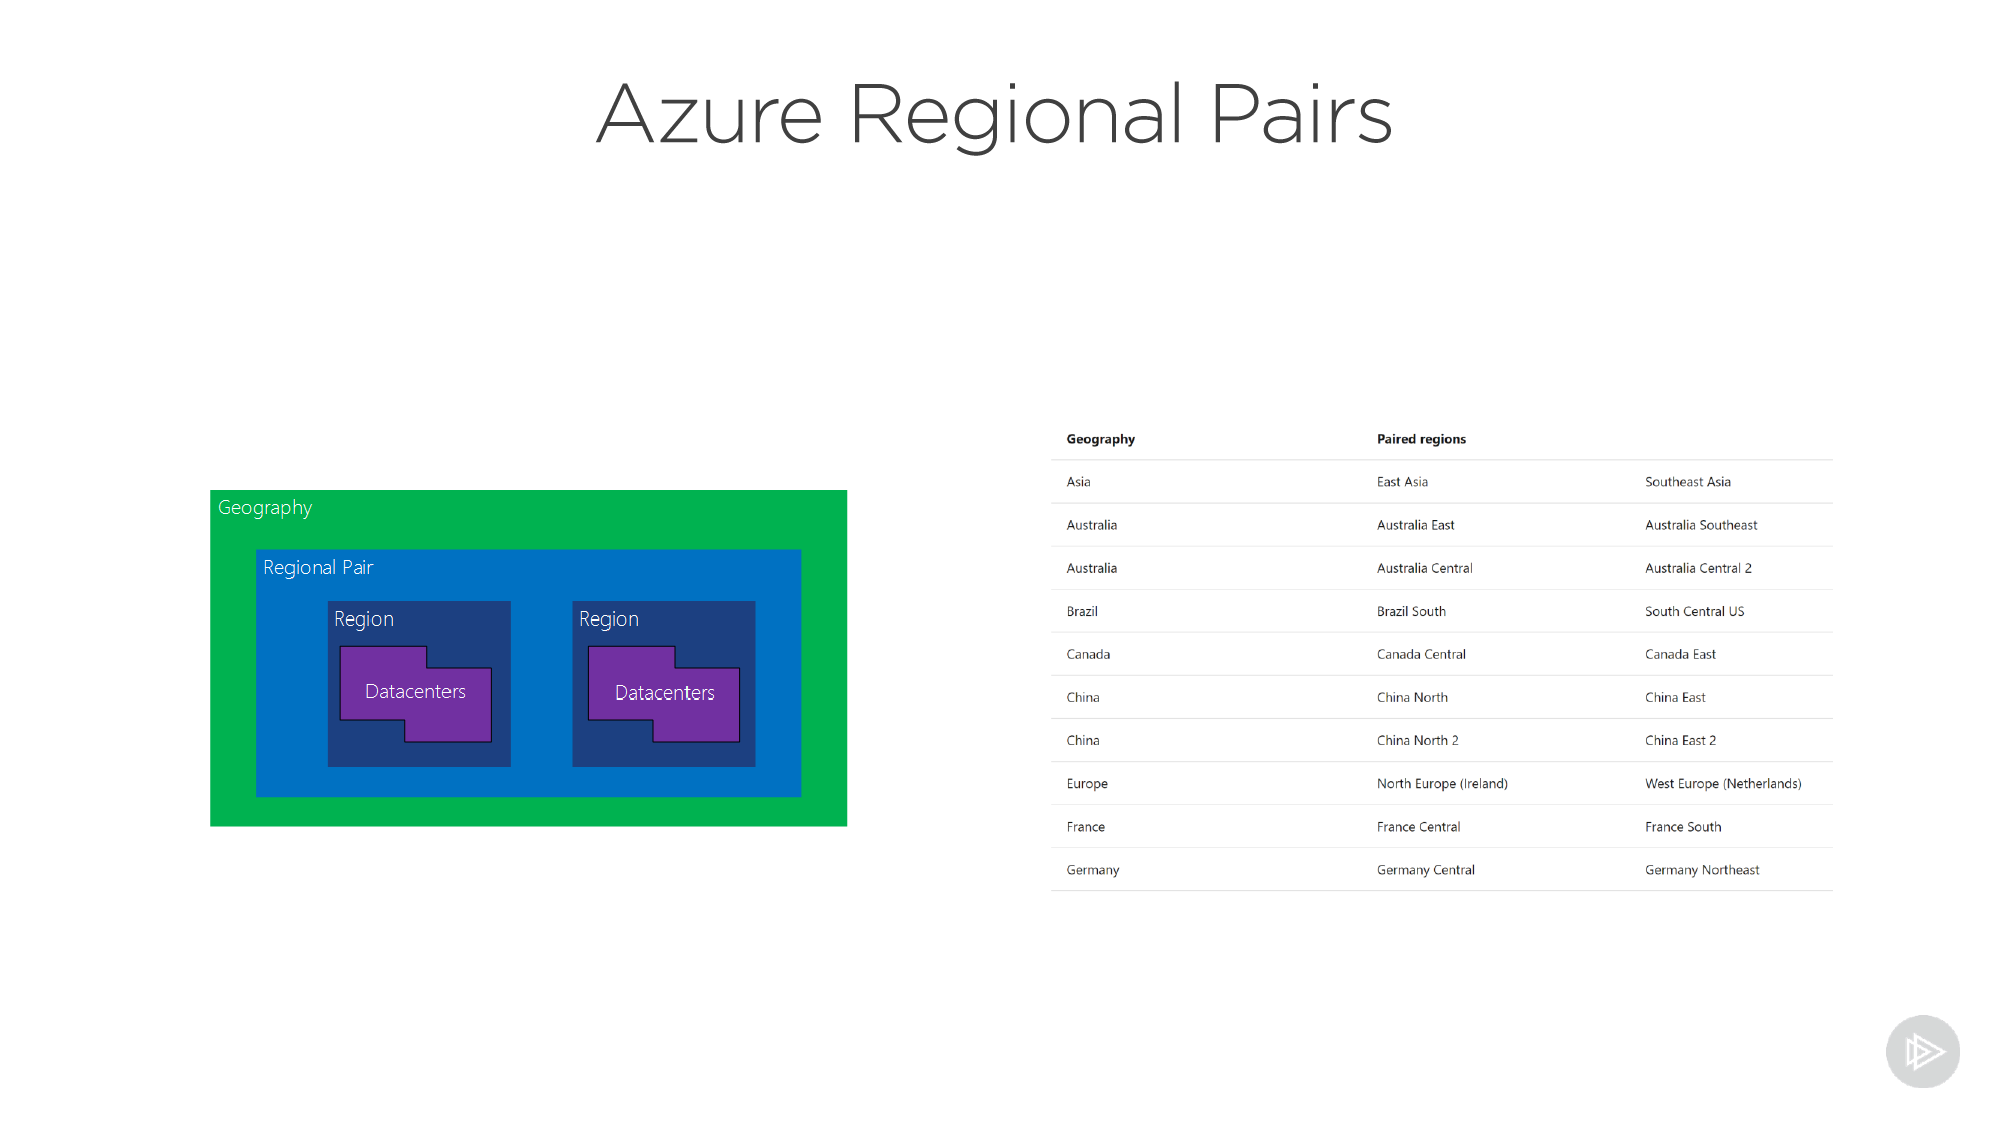 Azure Regional Pairs
Geography
Regional Pair
Region Region
Datacenters Datacenters
Geography Paired regions
Asia East Asia Southeast Asia
Australia Australia East Australia Southeast
Australia Australia Central Australia Central 2
Brazil Brazil South South Central US
Canada Canada Central Canada East
China China North China East
China China North 2 China East 2
Europe North Europe (Ireland) West Europe (Netherlands)
France France Central France South
Germany Germany Central Germany Northeast